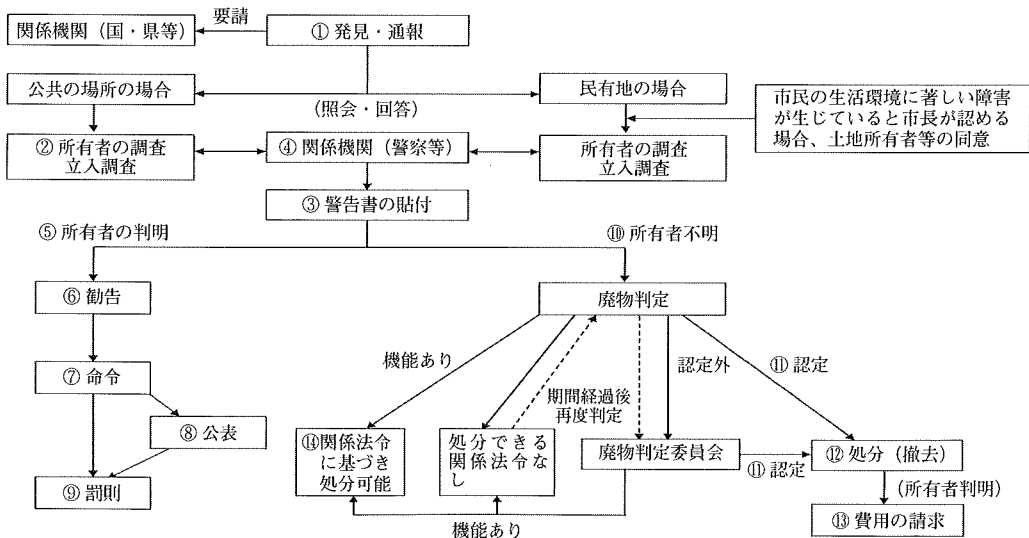 関係機関（国・県等）
要請
① 発見・通報
公共の場所の場合
（照会・回答）
民有地の場合
市民の生活環境に著しい障害
が生じていると市長が認める
場合、土地所有者等の同意
② 所有者の調査
立入調査
④ 関係機関（警察等）
所有者の調査
立入調査
③ 警告書の貼付
⑤ 所有者の判明
⑩ 所有者不明
⑥ 勧告
廃物判定
⑦ 命令
機能あり
期間経過後
再度判定
認定外
⑪ 認定
⑧ 公表
⑨ 罰則
⑭関係法令
に基づき
処分可能
処分できる
関係法令な
し
廃物判定委員会
⑪ 認定
⑫ 処分（撤去）
（所有者判明）
機能あり
⑬ 費用の請求